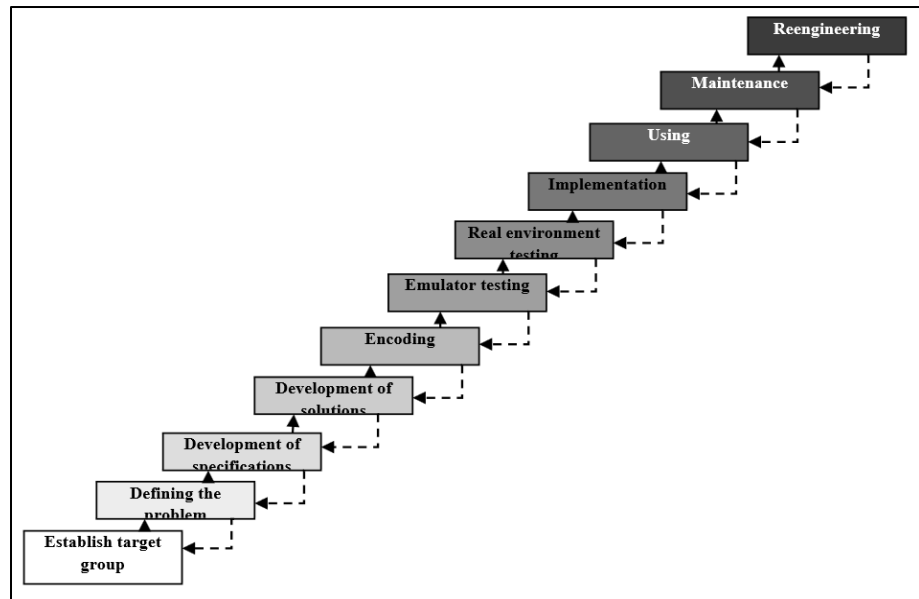 Reengineering
Maintenance
Using
Implementation
Real environment
testing
Emulator testing
Encoding
Development of
solutions
Development of
specifications
Defining the
problem
Establish target
group